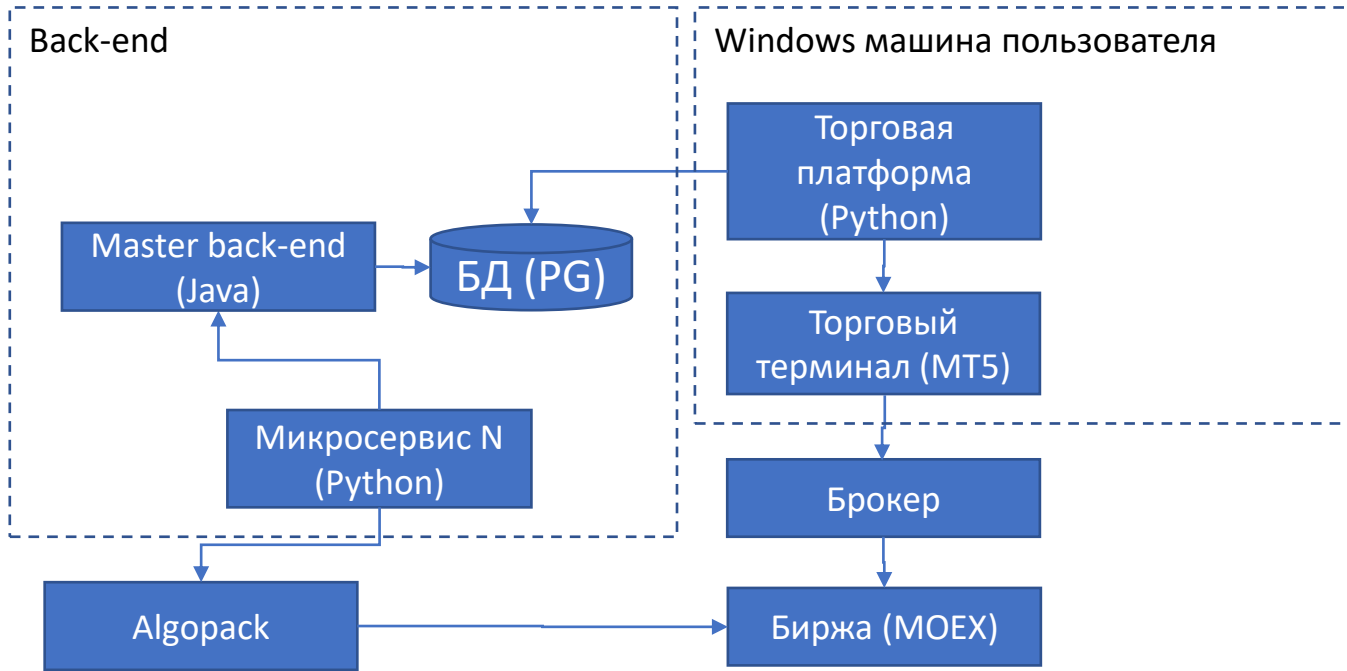 Back-end
Windows машина пользователя
Торговая
платформа
(Python)
Master back-end
(Java)
БД (PG)
Торговый
терминал (MT5)
Микросервис N
(Python)
Брокер
Algopack
Биржа (MOEX)